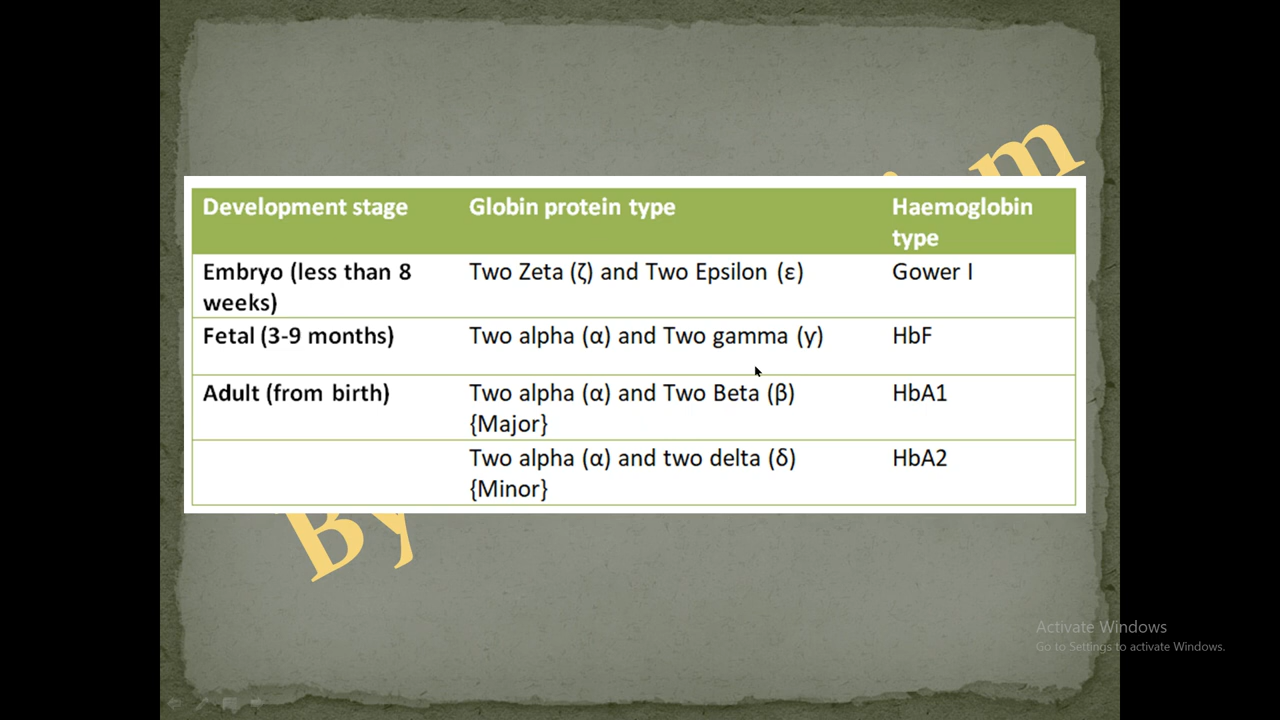 Development stage Globin protein type Haemoglobin
type
Embryo (less than 8 Two Zeta (ζ) and Two Epsilon (ε) Gower I
weeks)
Fetal (3-9 months) Two alpha (α) and Two gamma (γ) HbF
Adult (from birth) Two alpha (α) and Two Beta (β) HbA1
{Major}
Two alpha (α) and two delta (δ) HbA2
{Minor}
By
Activate Windows
Go to Settings to activate Windows.